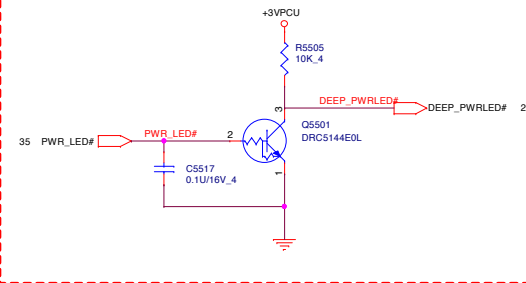 +3VPCU
R5505
10K_4
3
DEEP_PWRLED#
DEEP_PWRLED# 2
Q5501
DRC5144E0L
35 PWR_LED#
PWR_LED#
2
C5517
0.1U/16V_4
1